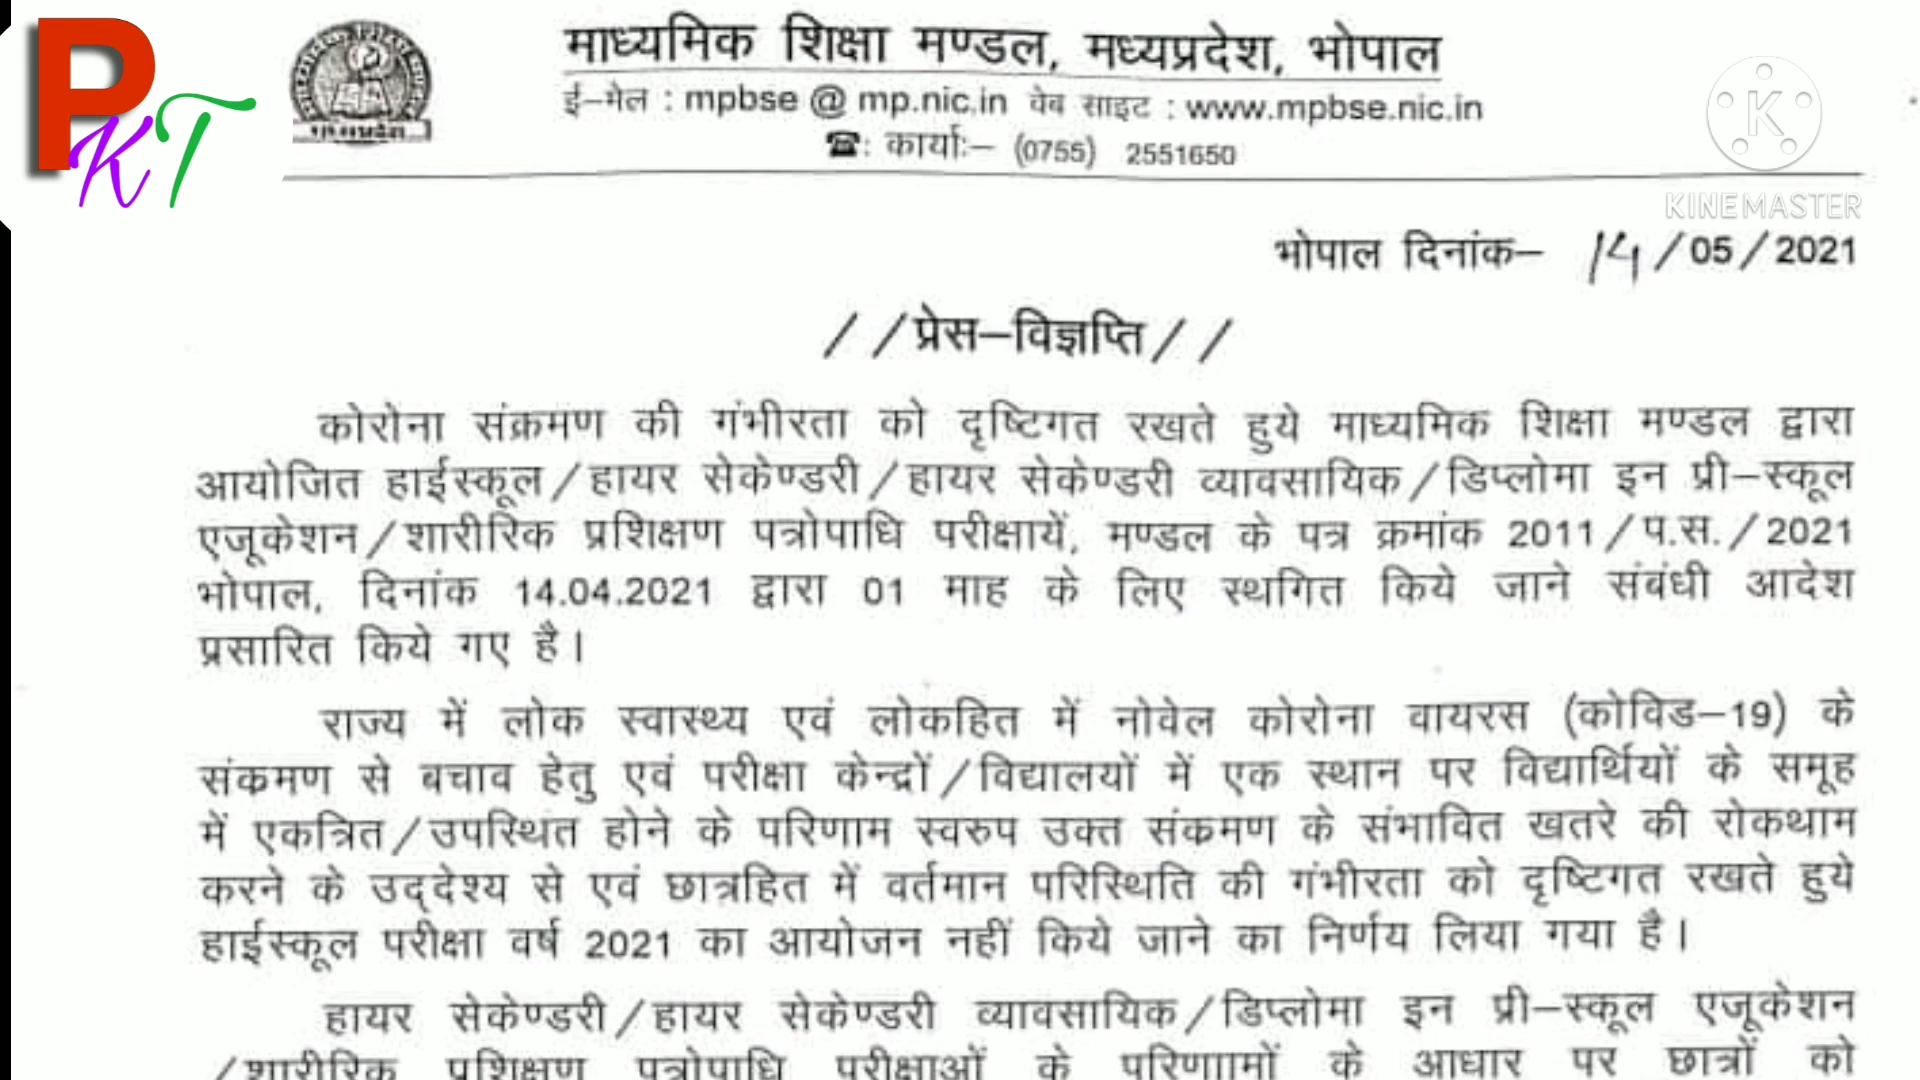 PKT
माध्यमिक शिक्षा मण्डल, मध्यप्रदेश, भोपाल
ई–मेल : mpbse @ mp.nic.in वेब साइट : www.mpbse.nic.in
☎: कार्याः– (0755) 2551650
K
KINEMASTER
भोपाल दिनांक– 14/05/2021
//प्रेस–विज्ञप्ति//
कोरोना संक्रमण की गंभीरता को दृष्टिगत रखते हुये माध्यमिक शिक्षा मण्डल द्वारा
आयोजित हाईस्कूल/हायर सेकेण्डरी/हायर सेकेण्डरी व्यावसायिक/डिप्लोमा इन प्री–स्कूल
एजूकेशन/शारीरिक प्रशिक्षण पत्रोपाधि परीक्षायें, मण्डल के पत्र क्रमांक 2011/प.स./2021
भोपाल, दिनांक 14.04.2021 द्वारा 01 माह के लिए स्थगित किये जाने संबंधी आदेश
प्रसारित किये गए है।
राज्य में लोक स्वास्थ्य एवं लोकहित में नोवेल कोरोना वायरस (कोविड–19) के
संकमण से बचाव हेतु एवं परीक्षा केन्द्रों/विद्यालयों में एक स्थान पर विद्यार्थियों के समूह
में एकत्रित/उपस्थित होने के परिणाम स्वरुप उक्त संकमण के संभावित खतरे की रोकथाम
करने के उद्देश्य से एवं छात्रहित में वर्तमान परिस्थिति की गंभीरता को दृष्टिगत रखते हुये
हाईस्कूल परीक्षा वर्ष 2021 का आयोजन नहीं किये जाने का निर्णय लिया गया है।
हायर सेकेण्डरी/हायर सेकेण्डरी व्यावसायिक/डिप्लोमा इन प्री–स्कूल एजूकेशन
/शारीरिक प्रशिक्षण पत्रोपाधि परीक्षाओं के परिणाामों के आधार पर छात्रों को